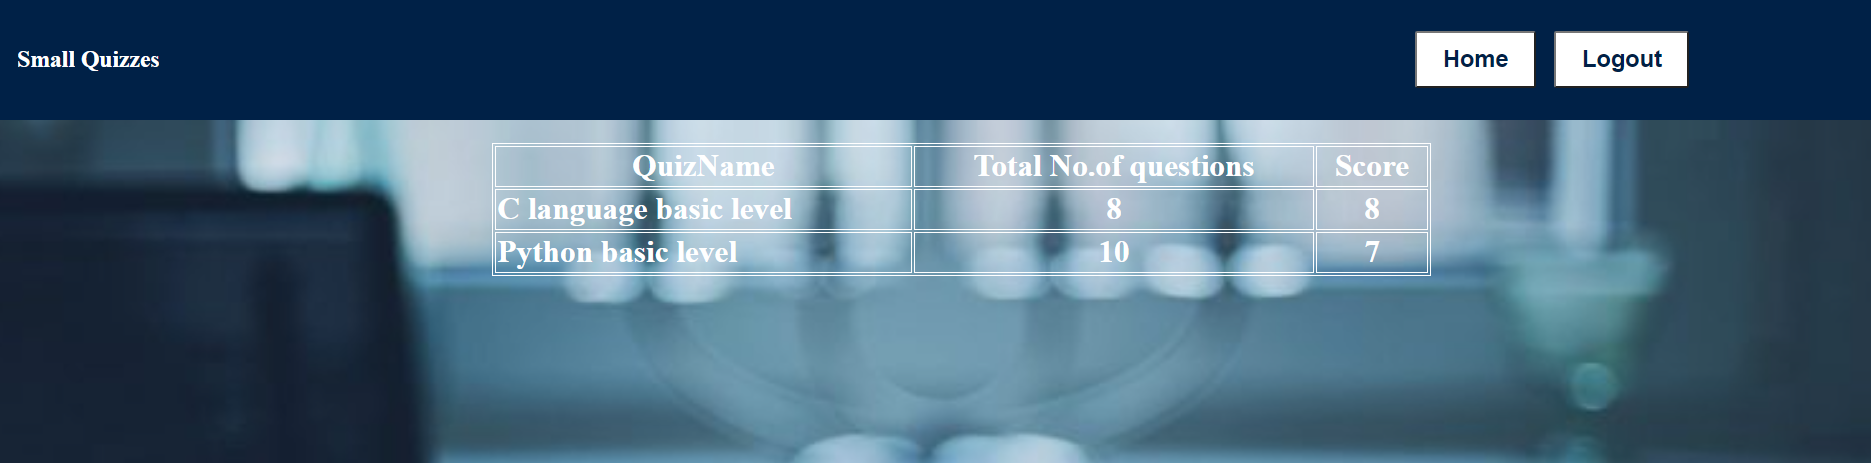 Small Quizzes
Home
Logout
QuizName Total No.of questions Score
C language basic level 8 8
Python basic level 10 7